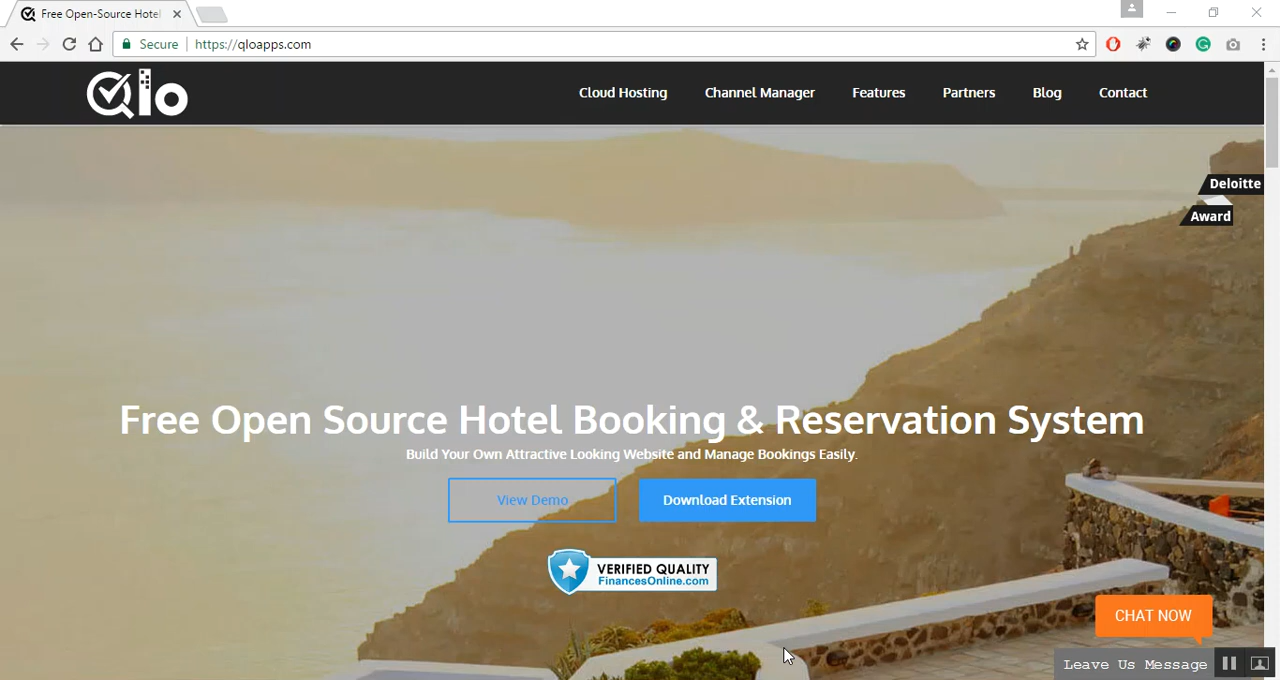 Free Open-Source Hotel
Secure https://qloapps.com
Qlo
Cloud Hosting Channel Manager Features Partners Blog Contact
Deloitte
Award
Free Open Source Hotel Booking & Reservation System
Build Your Own Attractive Looking Website and Manage Bookings Easily.
View Demo Download Extension
VERIFIED QUALITY
FinancesOnline.com
CHAT NOW
Leave Us Message